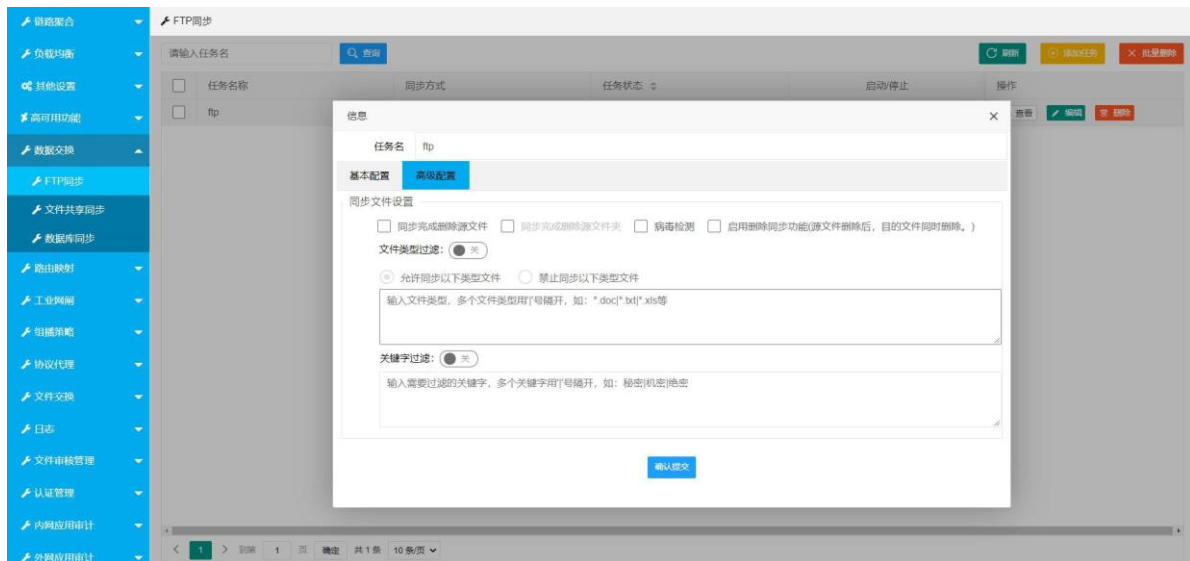 链路聚合
FTP同步
负载均衡
请输入任务名
查询
刷新
添加任务
批量删除
其他设置
任务名称
同步方式
任务状态
启动/停止
操作
高可用功能
ftp
查看
编辑
删除
信息
任务名
ftp
数据交换
基本配置
高级配置
FTP同步
文件共享同步
数据库同步
同步文件设置
同步完成删除源文件
同步完成删除源文件夹
病毒检测
启用删除同步功能(源文件删除后，目的文件同时删除。)
文件类型过滤：
关
允许同步以下类型文件
禁止同步以下类型文件
输入文件类型，多个文件类型用'|'号隔开，如：*.doc|*.txt|*.xls等
关键字过滤：
关
输入需要过滤的关键字，多个关键字用'|'号隔开，如：秘密|机密|绝密
确认提交
路由映射
工业网闸
组播策略
协议代理
文件交换
日志
文件审核管理
认证管理
内网应用审计
外网应用审计
1
到第
1
页
确定
共1条
10条/页